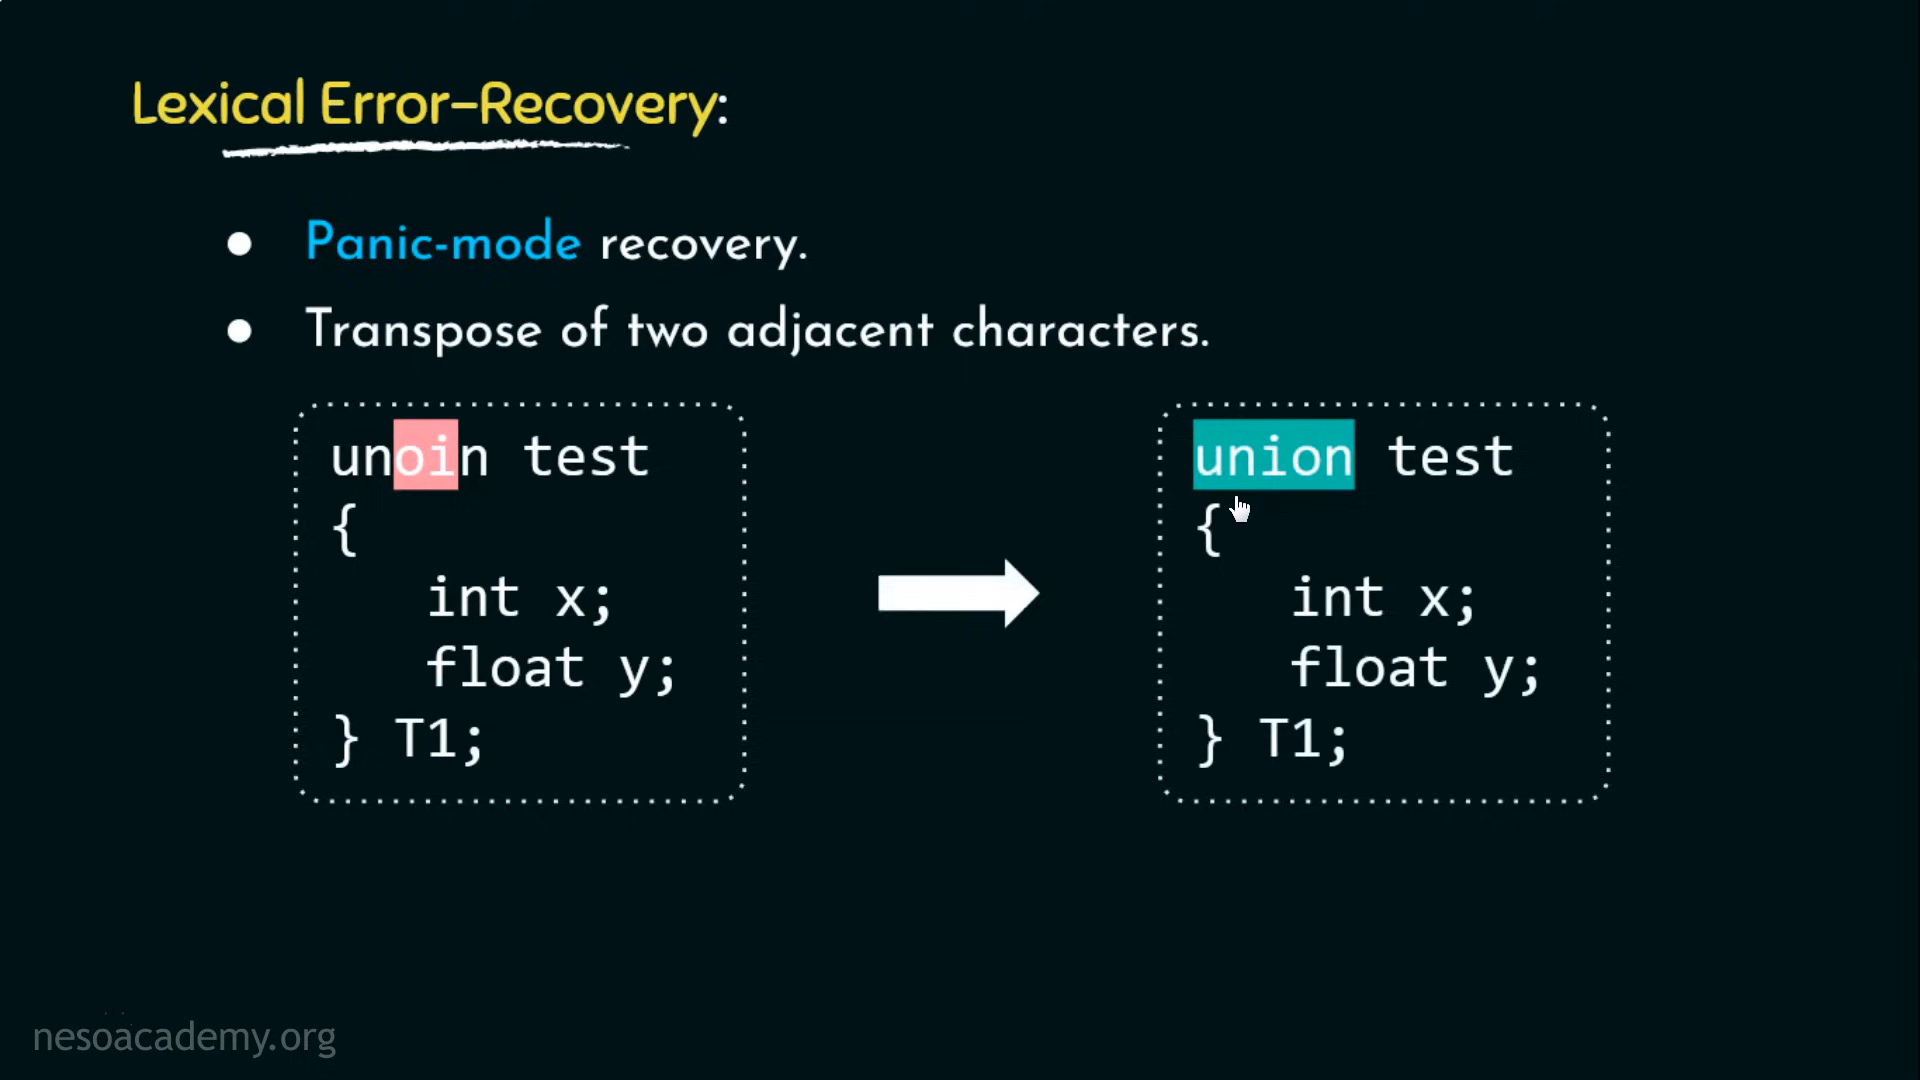 Lexical Error-Recovery:
● Panic-mode recovery.
● Transpose of two adjacent characters.
unoin test
{
int x;
float y;
} T1;
union test
{
int x;
float y;
} T1;
nesoacademy.org